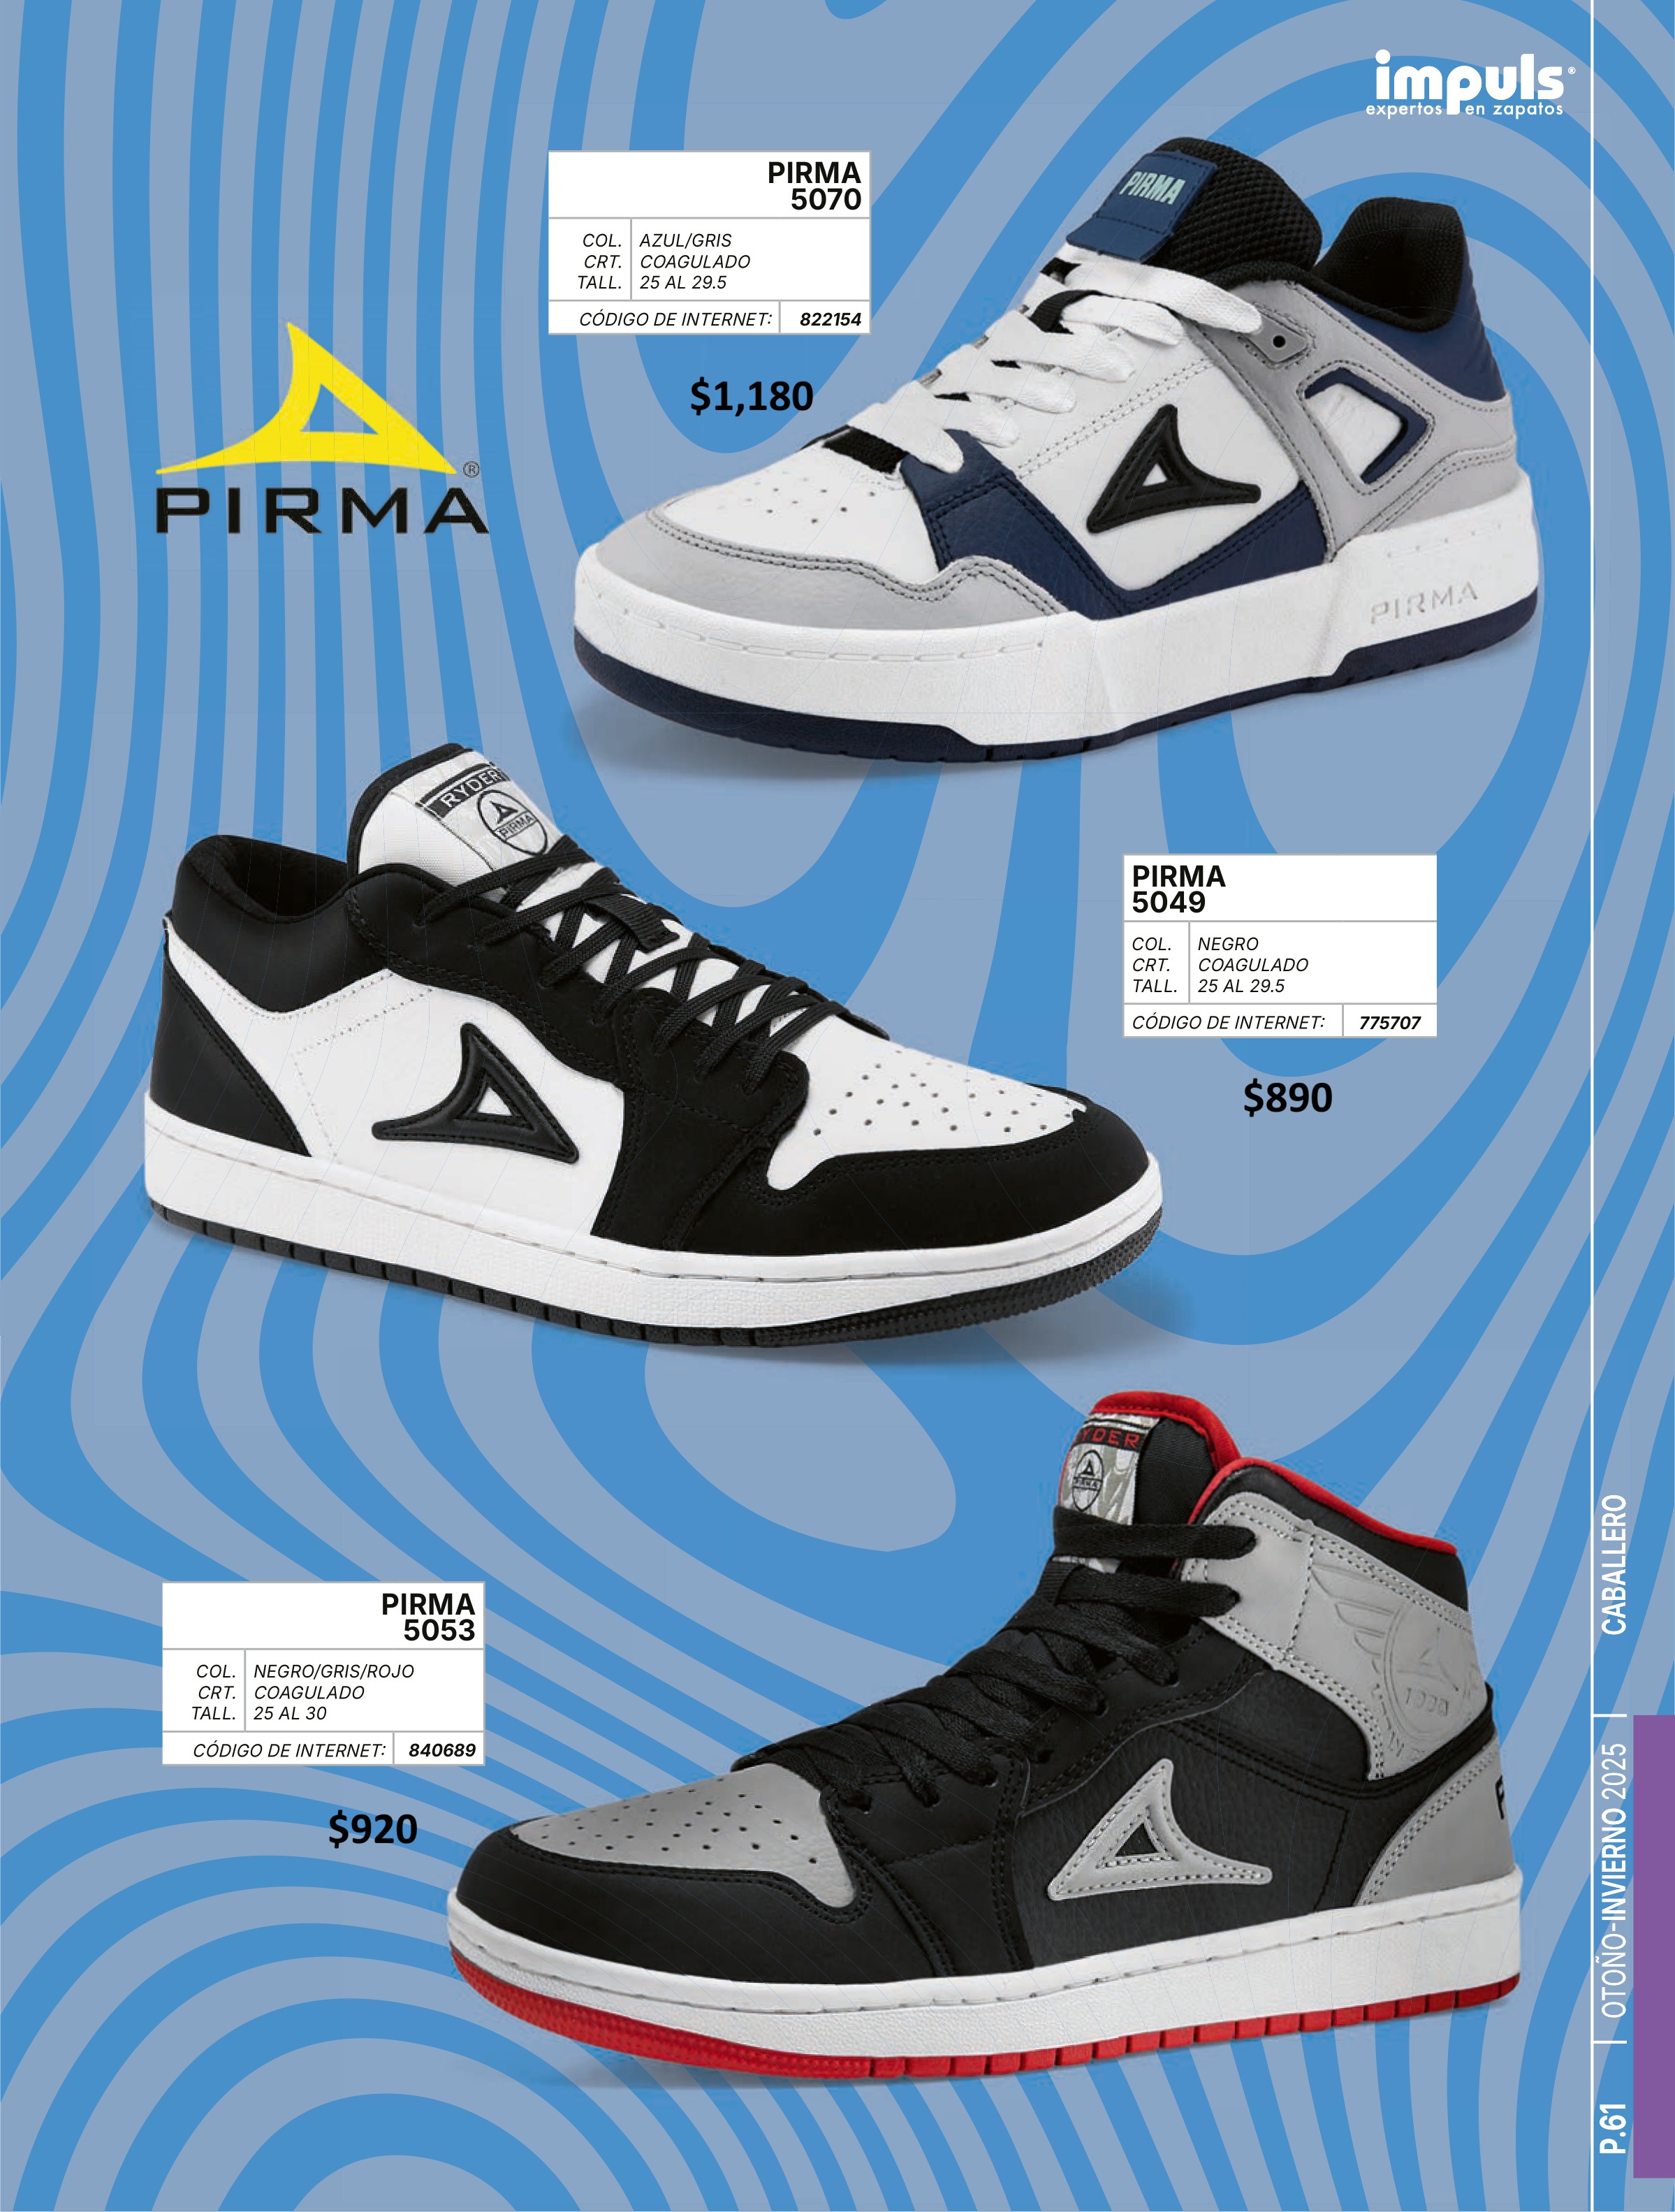 impuls®
expertos en zapatos
PIRMA
5070
COL. AZUL/GRIS
CRT. COAGULADO
TALL. 25 AL 29.5
CÓDIGO DE INTERNET: 822154
$1,180
PIRMA
PIRMA
®
PIRMA
RYDER
PIRMA
PIRMA
5049
COL. NEGRO
CRT. COAGULADO
TALL. 25 AL 29.5
CÓDIGO DE INTERNET: 775707
$890
YDER
PIRMA
5053
COL. NEGRO/GRIS/ROJO
CRT. COAGULADO
TALL. 25 AL 30
CÓDIGO DE INTERNET: 840689
$920
CABALLERO
OTOÑO-INVIERNO 2025
P.61